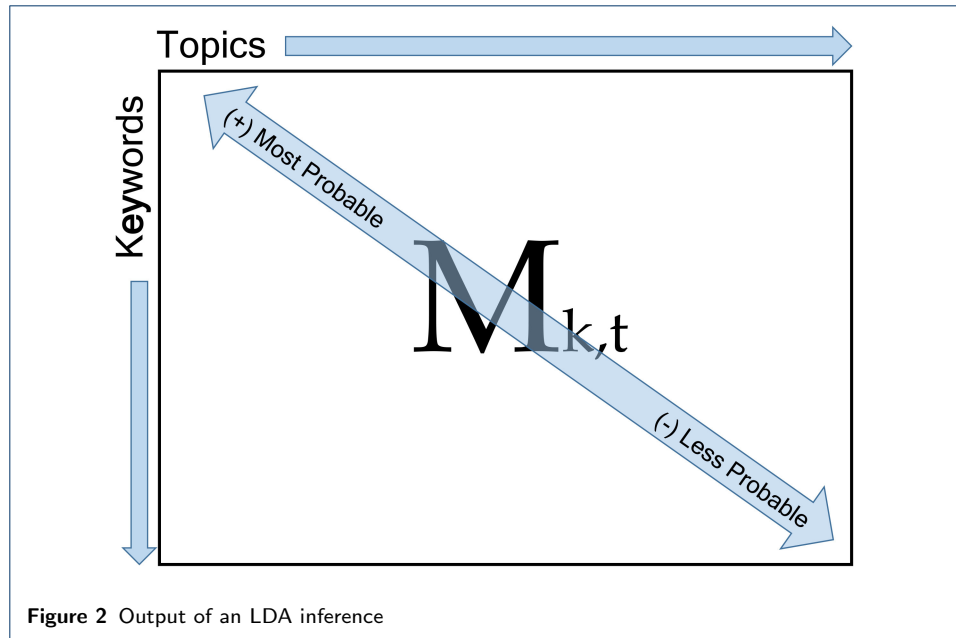 Topics
Keywords
(+) Most Probable
Mk,t
(-) Less Probable
Figure 2 Output of an LDA inference